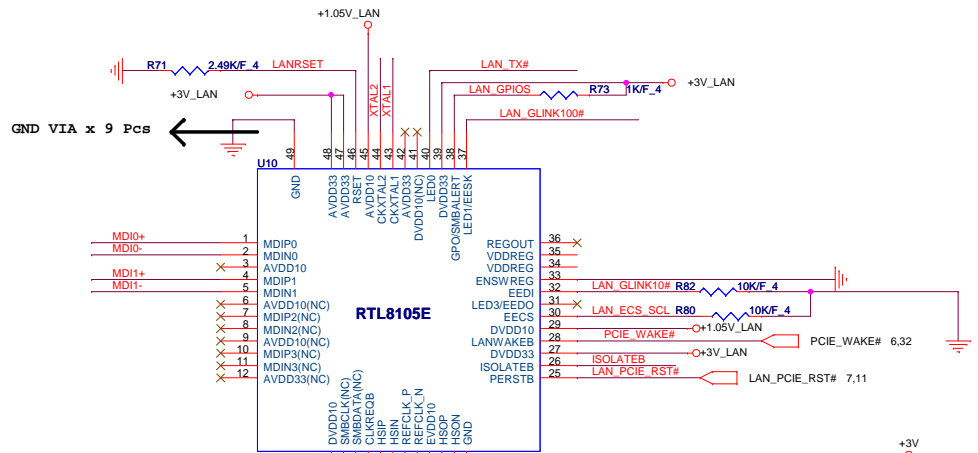 +1.05V_LAN
R71 2.49K/F_4 LANRSET
LAN_TX#
+3V_LAN
+3V_LAN
LAN_GPIOS R73 1K/F_4
XTAL2
XTAL1
LAN_GLINK100#
GND VIA x 9 Pcs
49 48 47 46 45 44 43 42 41 40 39 38 37
U10
GND
AVDD33
AVDD33
RSET
AVDD10
CKXTAL2
CKXTAL1
AVDD33
DVDD10(NC)
LED0
DVDD33
GPO/SMBALERT
LED1/EESK
MDI0+ 1 MDIP0
MDI0- 2 MDIN0
3 AVDD10
MDI1+ 4 MDIP1
MDI1- 5 MDIN1
6 AVDD10(NC)
7 MDIP2(NC)
8 MDIN2(NC)
9 AVDD10(NC)
10 MDIP3(NC)
11 MDIN3(NC)
12 AVDD33(NC)
RTL8105E
REGOUT 36
VDDREG 35
VDDREG 34
ENSWREG 33
EEDI 32 LAN_GLINK10# R82 10K/F_4
LED3/EEDO 31
EECS 30 LAN_ECS_SCL R80 10K/F_4
DVDD10 29 +1.05V_LAN
LANWAKEB 28 PCIE_WAKE# PCIE_WAKE# 6,32
DVDD33 27 +3V_LAN
ISOLATEB 26 ISOLATEB
PERSTB 25 LAN_PCIE_RST# LAN_PCIE_RST# 7,11
DVDD10
SMBCLK(NC)
SMBDATA(NC)
CLKREQB
HSIP
HSIN
REFCLK_P
REFCLK_N
EVDD10
HSOP
HSON
GND
+3V